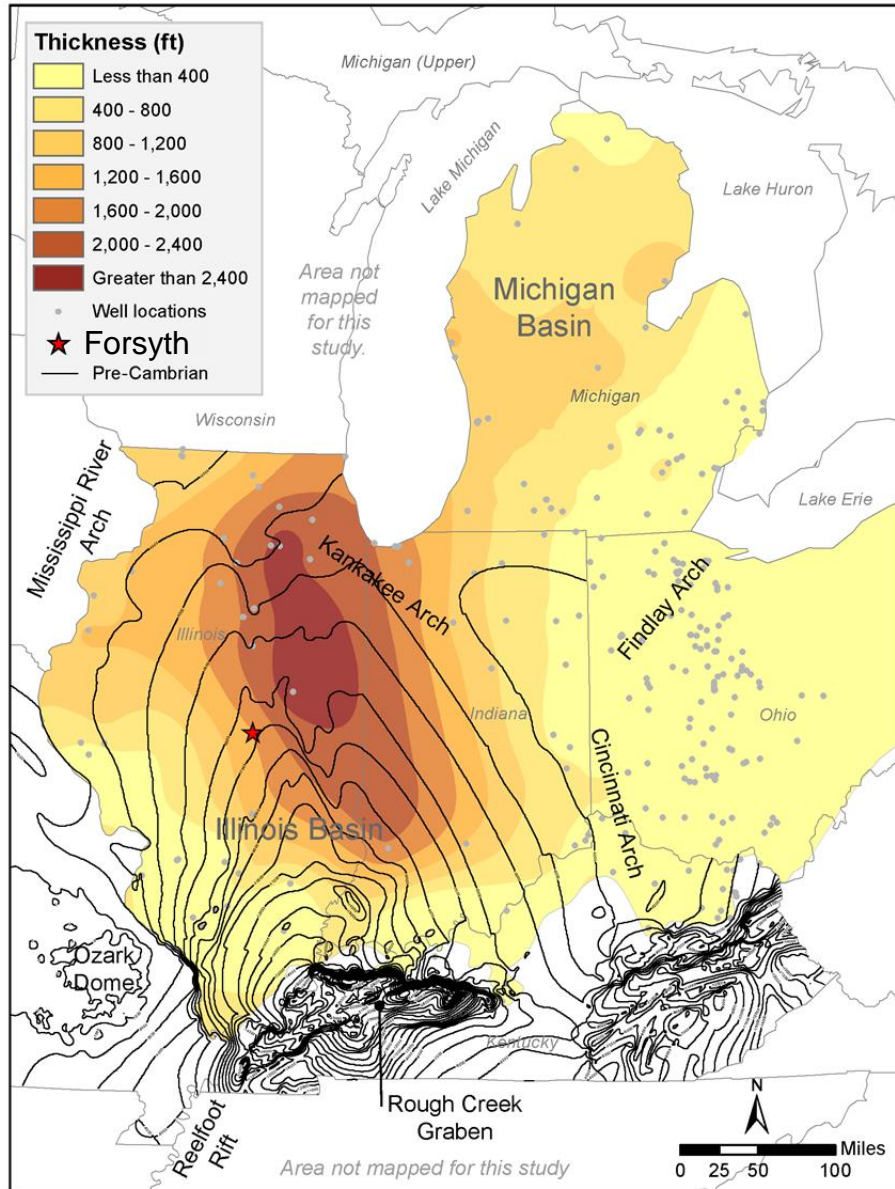 Thickness (ft)
Less than 400
400 - 800
800 - 1,200
1,200 - 1,600
1,600 - 2,000
2,000 - 2,400
Greater than 2,400
Well locations
Forsyth
Pre-Cambrian
Michigan (Upper)
Lake Michigan
Lake Huron
Area not
mapped
for this
study.
Michigan
Basin
Michigan
Wisconsin
Lake Erie
Mississippi River
Arch
Kankakee Arch
Findlay Arch
Illinois
Indiana
Ohio
Cincinnati Arch
Illinois Basin
Ozark
Dome
Kentucky
Rough Creek
Graben
Reelfoot
Rift
Area not mapped for this study
N
Miles
0 25 50 100